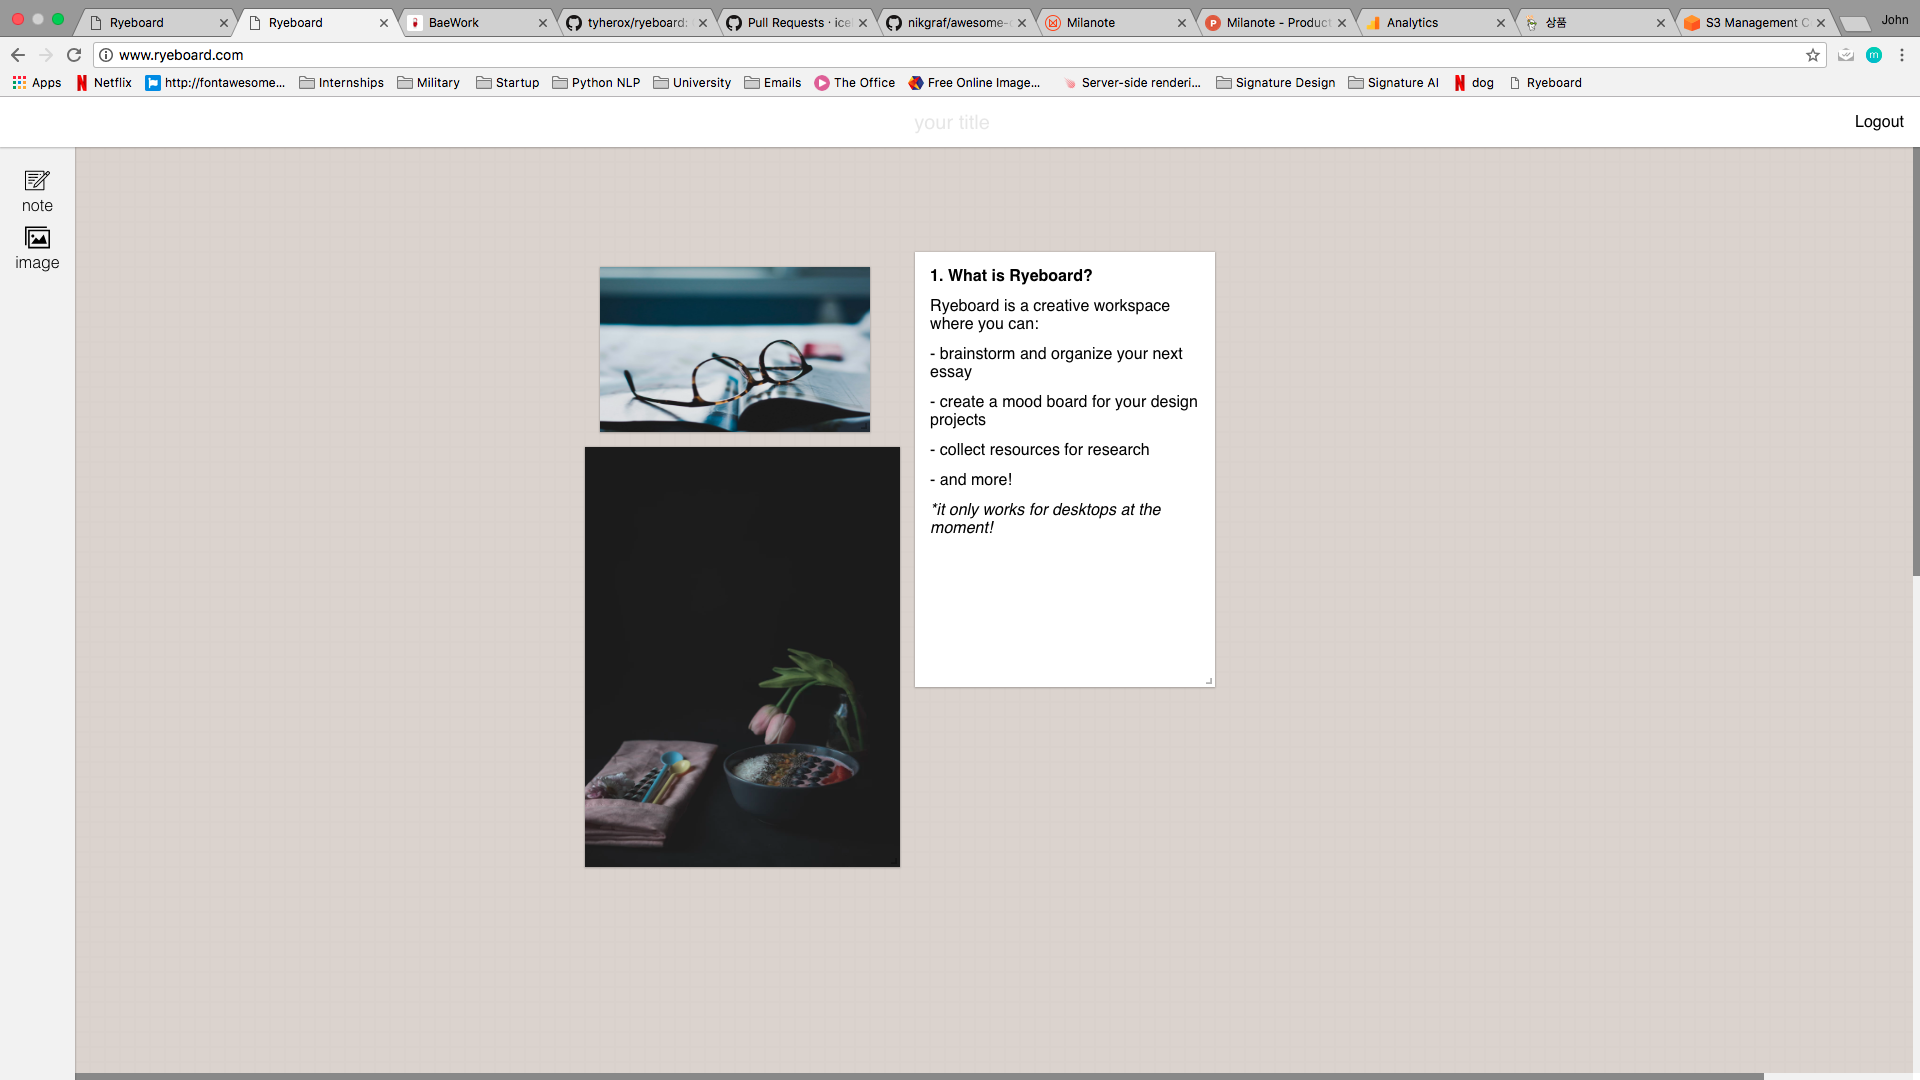 Ryeboard
Ryeboard
BaeWork
tyherox/ryeboard:
Pull Requests · ice
nikgraf/awesome-
Milanote
Milanote - Product
Analytics
상품
S3 Management C
John
www.ryeboard.com
m
Apps
Netflix
http://fontawesome...
Internships
Military
Startup
Python NLP
University
Emails
The Office
Free Online Image...
Server-side renderi...
Signature Design
Signature AI
dog
Ryeboard
your title
Logout
note
image
1. What is Ryeboard?
Ryeboard is a creative workspace
where you can:
- brainstorm and organize your next
essay
- create a mood board for your design
projects
- collect resources for research
- and more!
*it only works for desktops at the
moment!